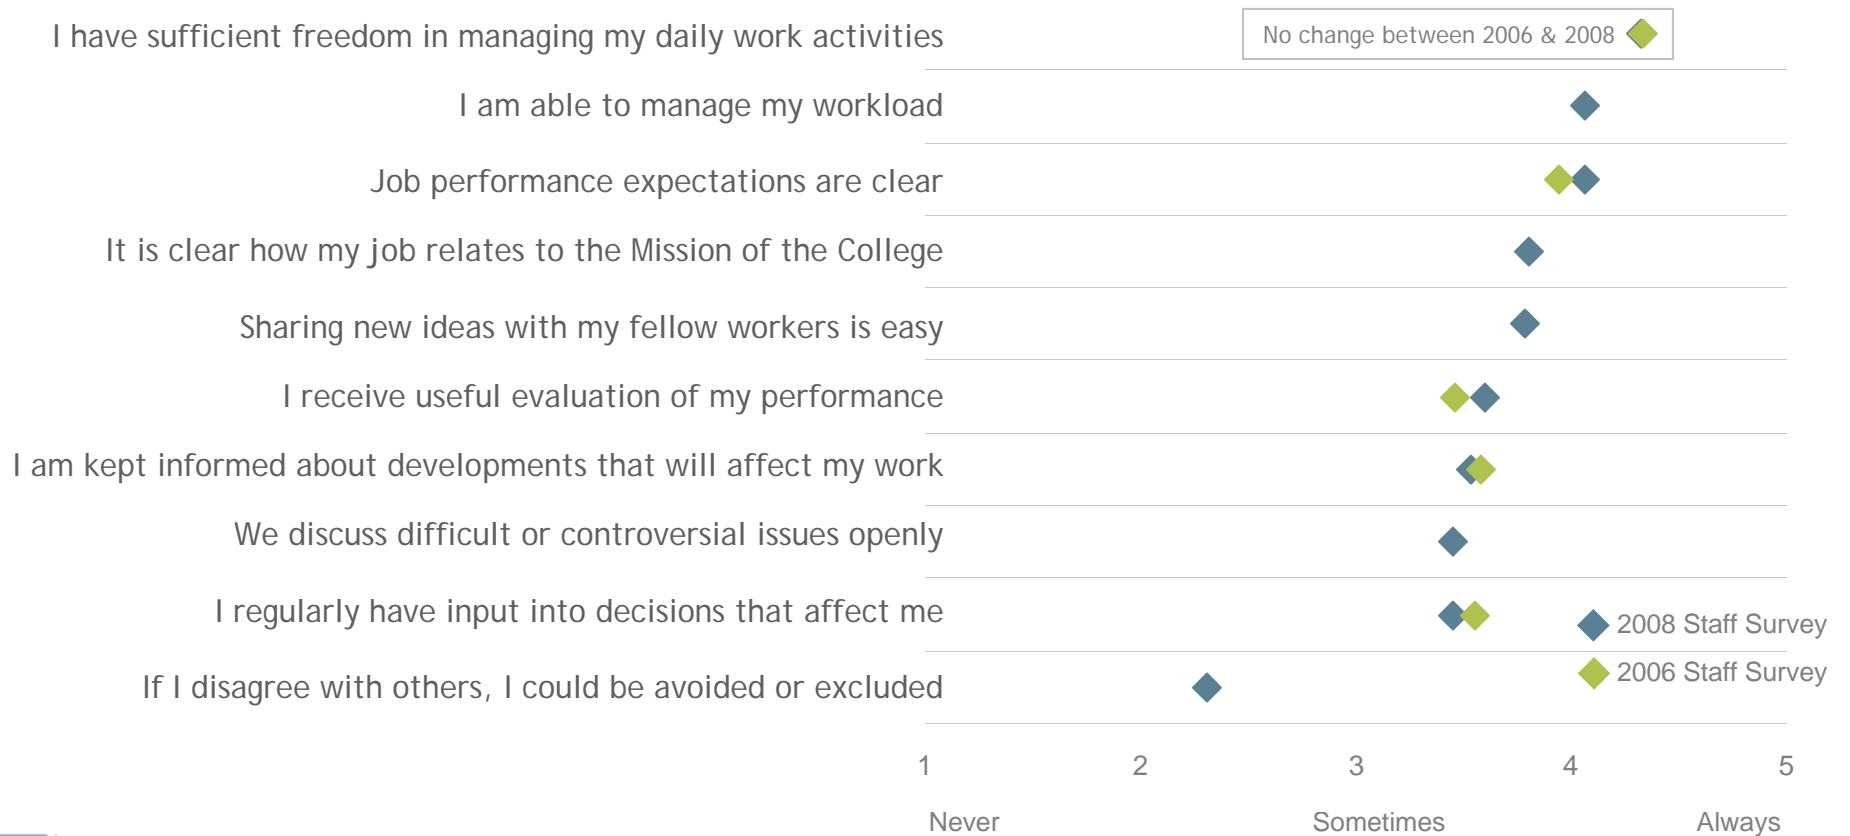 I have sufficient freedom in managing my daily work activities
No change between 2006 & 2008
I am able to manage my workload
Job performance expectations are clear
It is clear how my job relates to the Mission of the College
Sharing new ideas with my fellow workers is easy
I receive useful evaluation of my performance
I am kept informed about developments that will affect my work
We discuss difficult or controversial issues openly
I regularly have input into decisions that affect me
2008 Staff Survey
2006 Staff Survey
If I disagree with others, I could be avoided or excluded
1 2 3 4 5
Never Sometimes Always